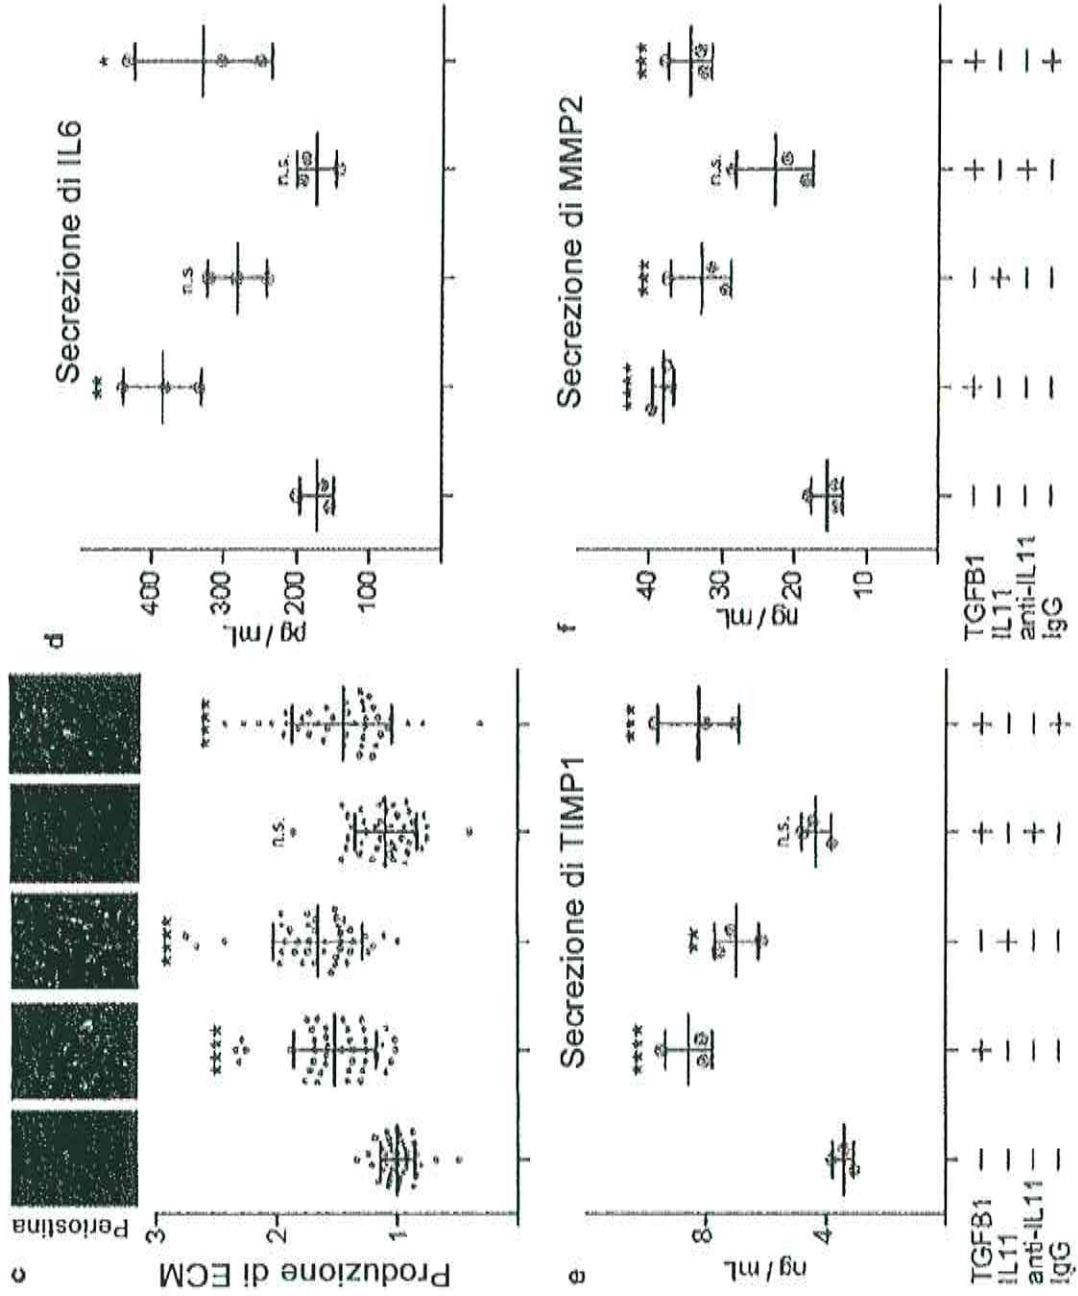 c
Periostina
Produzione di ECM
3
2
1
****
****
n.s.
****
d
Secrezione di IL6
pg / mL
400
300
200
100
**
n.s
n.s.
*
e
Secrezione di TIMP1
ng / mL
8
4
****
**
n.s.
***
TGFB1 — + — + +
IL11 — — + — —
anti-IL11 — — — + —
IgG — — — — +
f
Secrezione di MMP2
ng / mL
40
30
20
10
****
***
n.s.
***
TGFB1 — + — + +
IL11 — — + — —
anti-IL11 — — — + —
IgG — — — — +